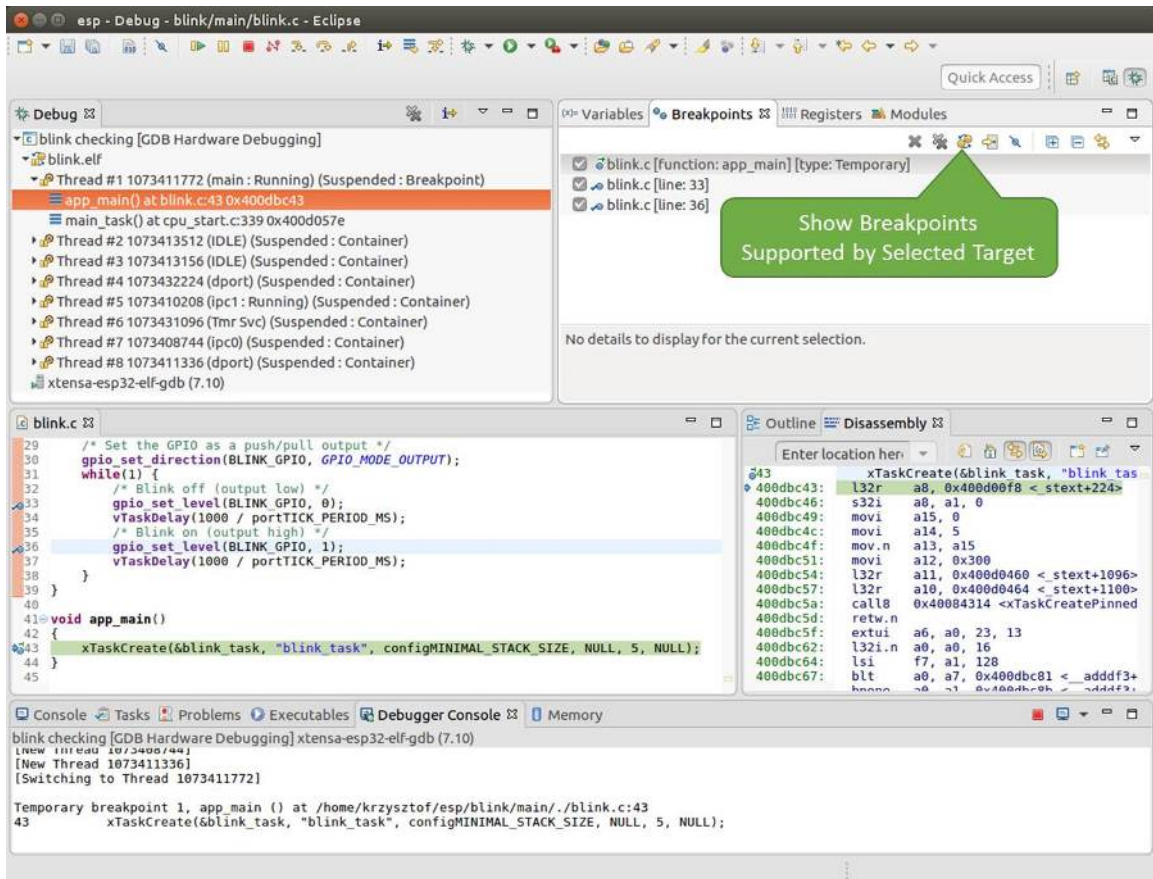 esp - Debug - blink/main/blink.c - Eclipse
Quick Access
Debug
blink checking [GDB Hardware Debugging]
blink.elf
Thread #1 1073411772 (main : Running) (Suspended : Breakpoint)
app_main() at blink.c:43 0x400dbc43
main_task() at cpu_start.c:339 0x400d057e
Thread #2 1073413512 (IDLE) (Suspended : Container)
Thread #3 1073413156 (IDLE) (Suspended : Container)
Thread #4 1073432224 (dport) (Suspended : Container)
Thread #5 1073410208 (ipc1 : Running) (Suspended : Container)
Thread #6 1073431096 (Tmr Svc) (Suspended : Container)
Thread #7 1073408744 (ipc0) (Suspended : Container)
Thread #8 1073411336 (dport) (Suspended : Container)
xtensa-esp32-elf-gdb (7.10)
(x)= Variables Breakpoints Registers Modules
blink.c [function: app_main] [type: Temporary]
blink.c [line: 33]
blink.c [line: 36]
Show Breakpoints
Supported by Selected Target
No details to display for the current selection.
blink.c
29 /* Set the GPIO as a push/pull output */
30 gpio_set_direction(BLINK_GPIO, GPIO_MODE_OUTPUT);
31 while(1) {
32 /* Blink off (output low) */
33 gpio_set_level(BLINK_GPIO, 0);
34 vTaskDelay(1000 / portTICK_PERIOD_MS);
35 /* Blink on (output high) */
36 gpio_set_level(BLINK_GPIO, 1);
37 vTaskDelay(1000 / portTICK_PERIOD_MS);
38 }
39 }
40
41 void app_main()
42 {
43 xTaskCreate(&blink_task, "blink_task", configMINIMAL_STACK_SIZE, NULL, 5, NULL);
44 }
45
Outline Disassembly
Enter location her
43 xTaskCreate(&blink_task, "blink_tas
400dbc43: l32r a8, 0x400d00f8 <_stext+224>
400dbc46: s32i a8, a1, 0
400dbc49: movi a15, 0
400dbc4c: movi a14, 5
400dbc4f: mov.n a13, a15
400dbc51: movi a12, 0x300
400dbc54: l32r a11, 0x400d0460 <_stext+1096>
400dbc57: l32r a10, 0x400d0464 <_stext+1100>
400dbc5a: call8 0x40084314 <xTaskCreatePinned
400dbc5d: retw.n
400dbc5f: extui a6, a0, 23, 13
400dbc62: l32i.n a0, a0, 16
400dbc64: lsi f7, a1, 128
400dbc67: blt a0, a7, 0x400dbc81 <__adddf3+
Console Tasks Problems Executables Debugger Console Memory
blink checking [GDB Hardware Debugging] xtensa-esp32-elf-gdb (7.10)
[New Thread 1073408744]
[New Thread 1073411336]
[Switching to Thread 1073411772]
Temporary breakpoint 1, app_main () at /home/krzysztof/esp/blink/main/./blink.c:43
43 xTaskCreate(&blink_task, "blink_task", configMINIMAL_STACK_SIZE, NULL, 5, NULL);